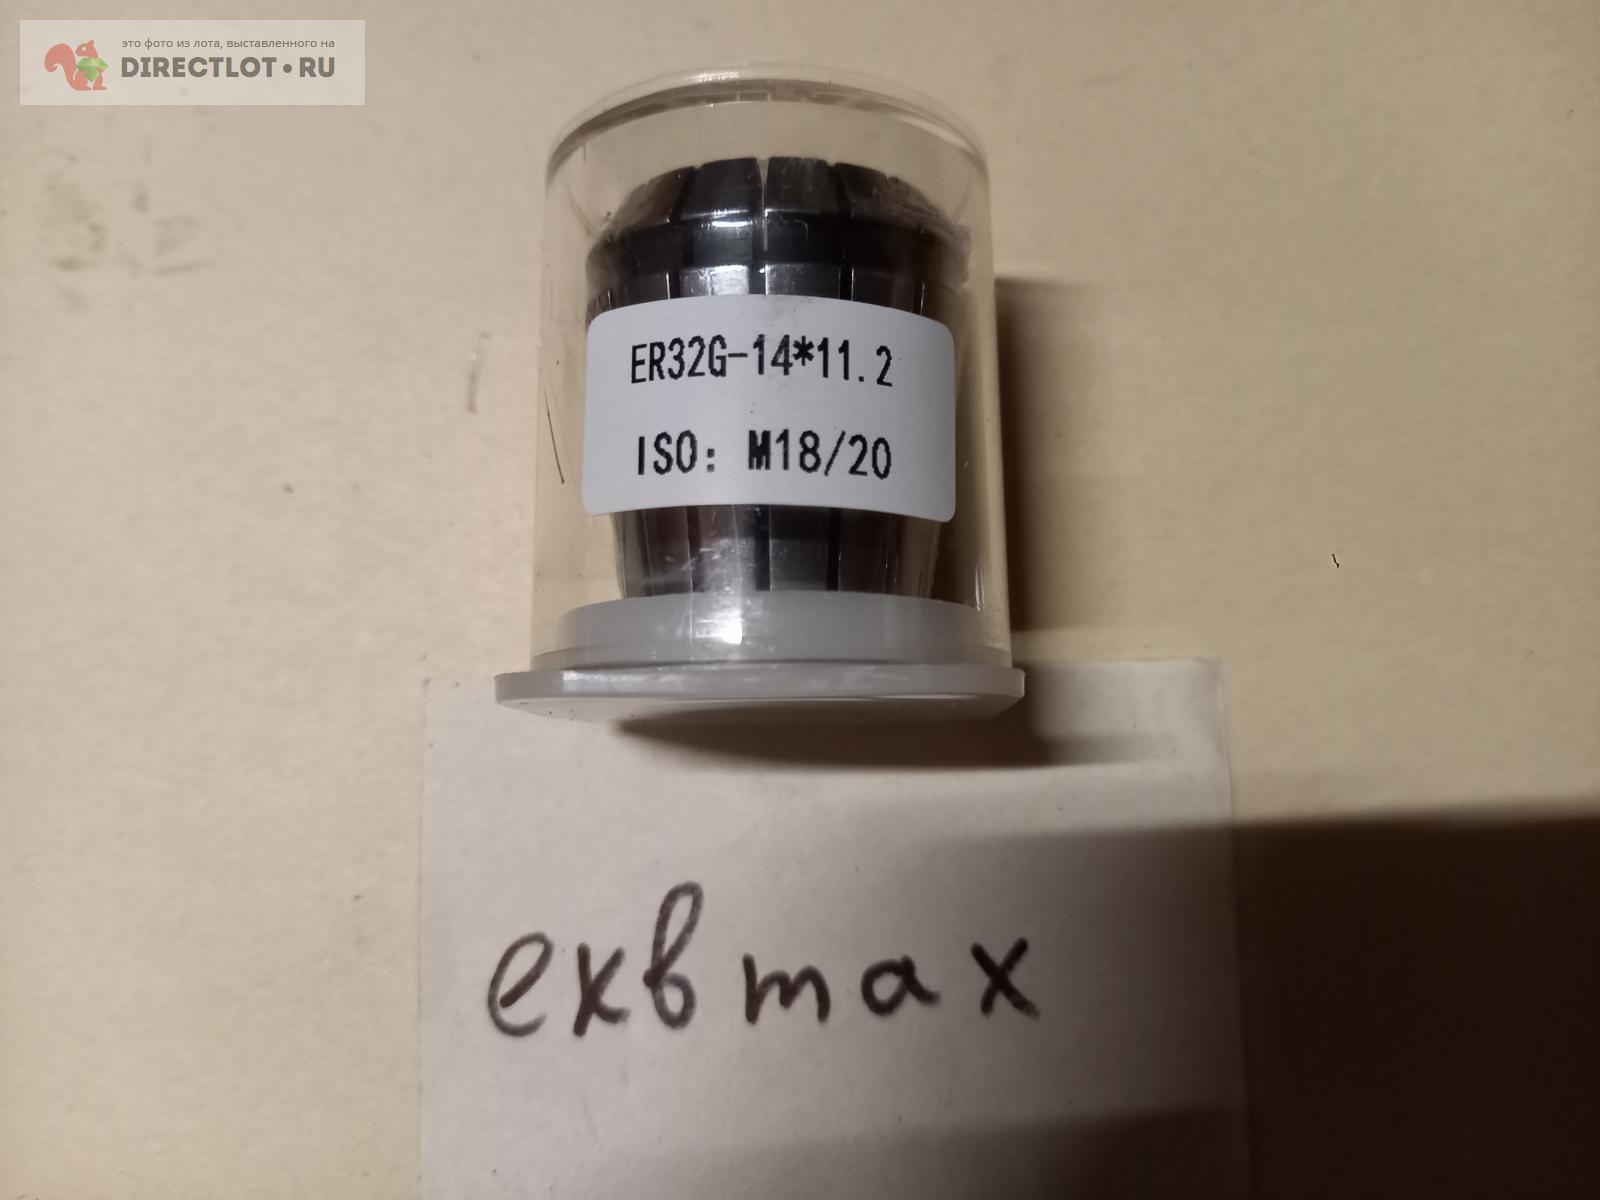 это фото из лота, выставленного на
DIRECTLOT•RU
ER32G-14*11.2
ISO: M18/20
exbmax